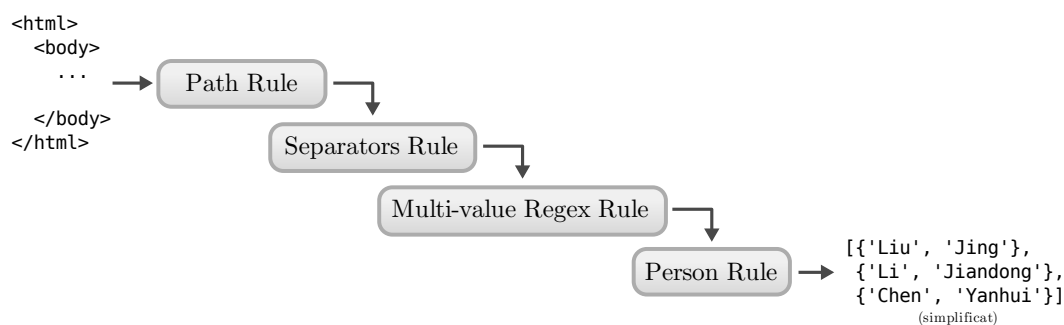 <html>
<body>
...
</body>
</html>
Path Rule
Separators Rule
Multi-value Regex Rule
Person Rule
[{'Liu', 'Jing'},
{'Li', 'Jiandong'},
{'Chen', 'Yanhui'}]
(simplificat)